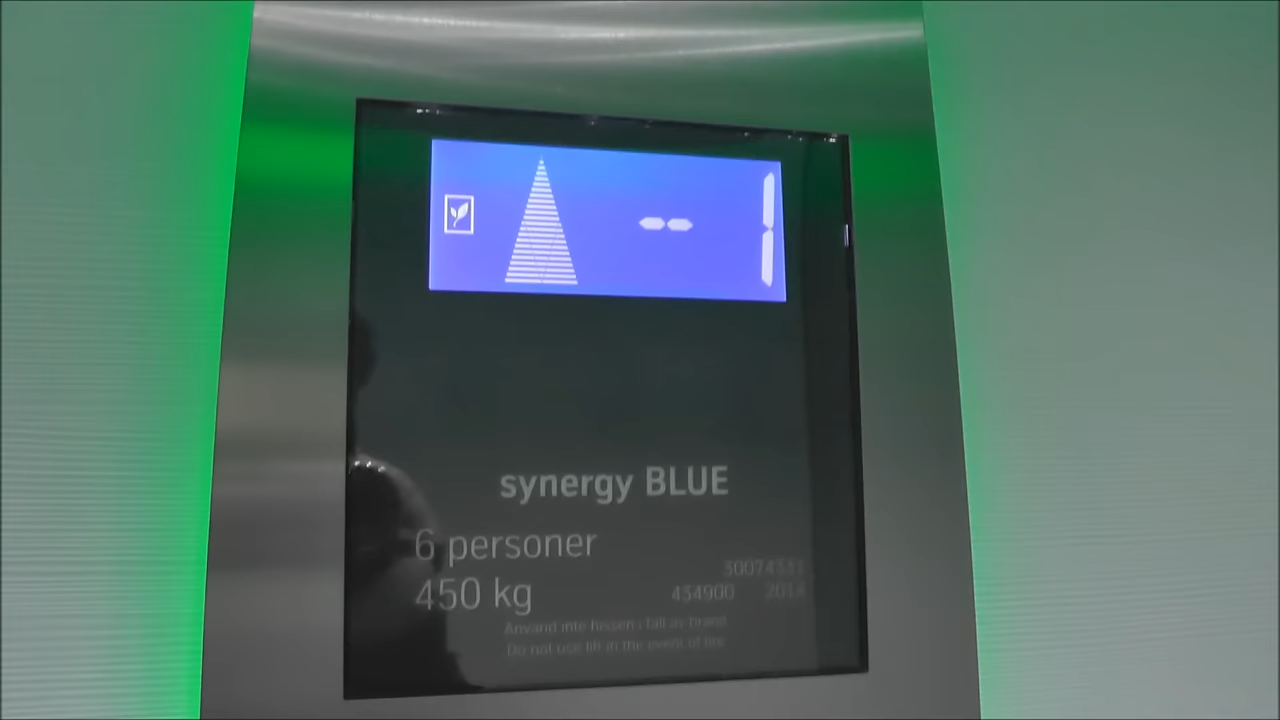 -- 1
synergy BLUE
6 personer
450 kg
30074331
434900 2014
Använd inte hissen i fall av brand
Do not use lift in the event of fire